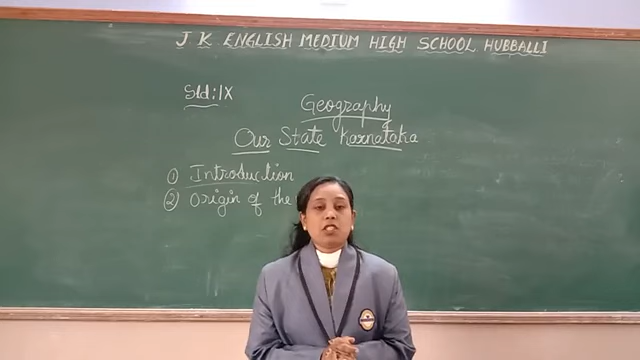 J K ENGLISH MEDIUM HIGH SCHOOL HUBBALLI
Std:IX
Geography
Our State Karnataka
① Introduction
② Origin of the